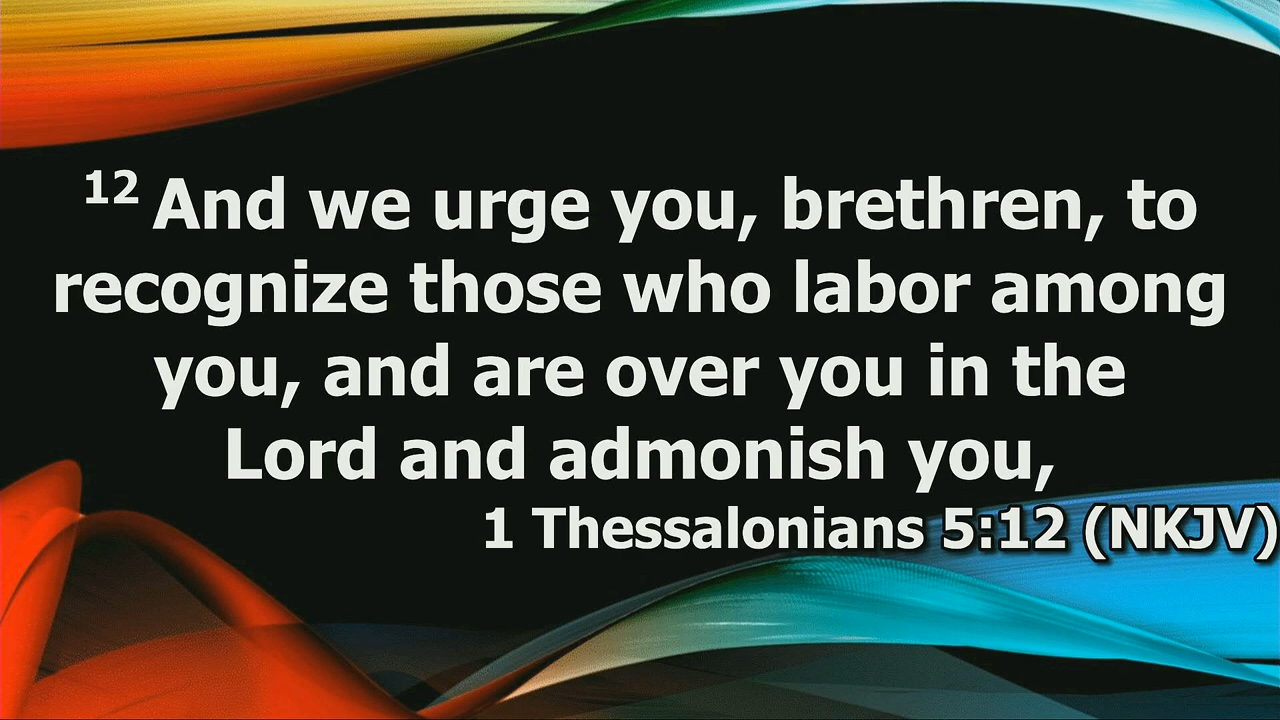 12 And we urge you, brethren, to
recognize those who labor among
you, and are over you in the
Lord and admonish you,
1 Thessalonians 5:12 (NKJV)